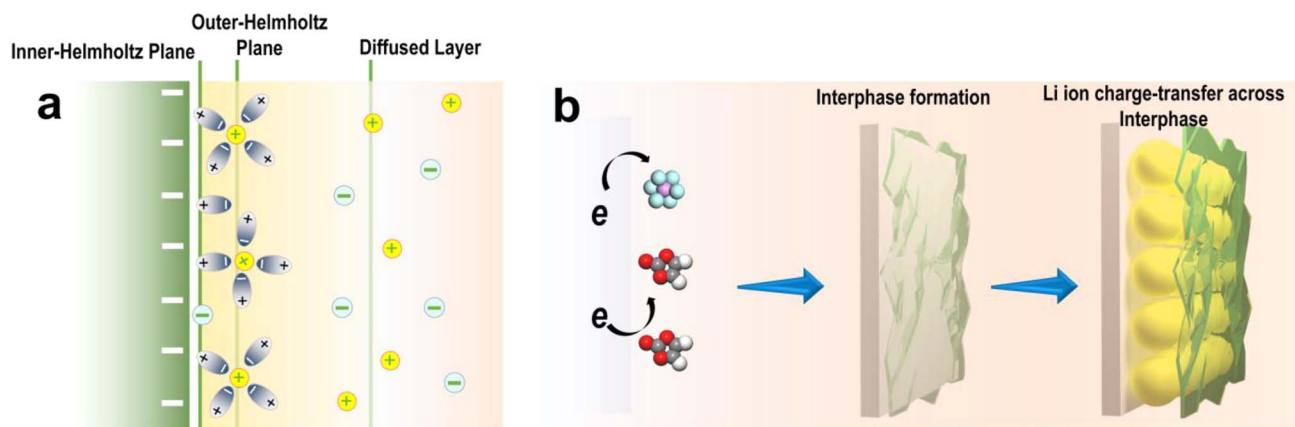 Inner-Helmholtz Plane
Outer-Helmholtz
Plane
Diffused Layer
a
b
e
e
Interphase formation
Li ion charge-transfer across
Interphase